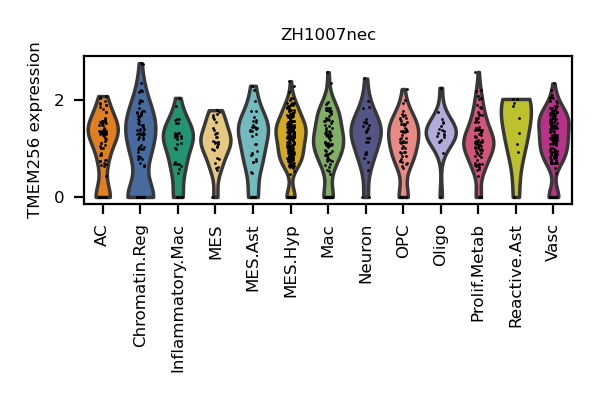 ZH1007nec
TMEM256 expression
2
0
AC
Chromatin.Reg
Inflammatory.Mac
MES
MES.Ast
MES.Hyp
Mac
Neuron
OPC
Oligo
Prolif.Metab
Reactive.Ast
Vasc